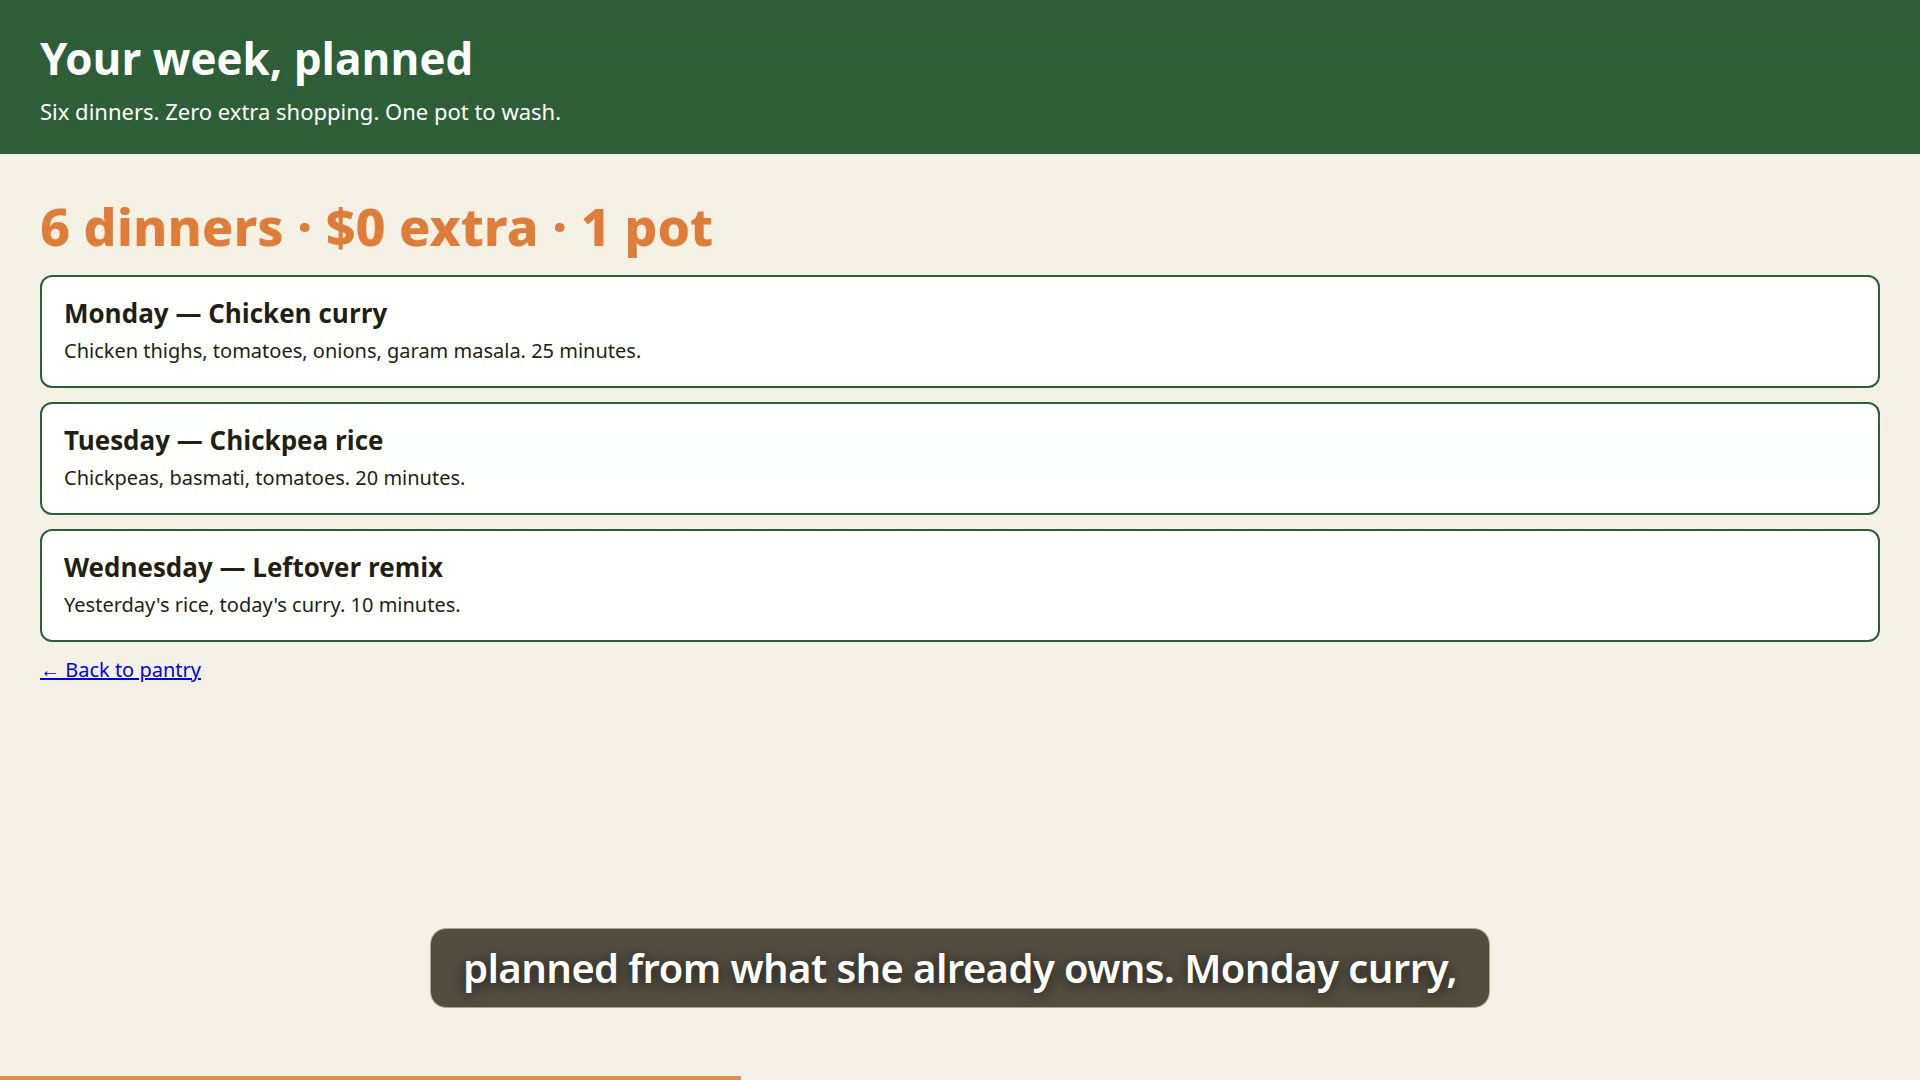 Your week, planned
Six dinners. Zero extra shopping. One pot to wash.
6 dinners · $0 extra · 1 pot
Monday — Chicken curry
Chicken thighs, tomatoes, onions, garam masala. 25 minutes.
Tuesday — Chickpea rice
Chickpeas, basmati, tomatoes. 20 minutes.
Wednesday — Leftover remix
Yesterday's rice, today's curry. 10 minutes.
← Back to pantry
planned from what she already owns. Monday curry,